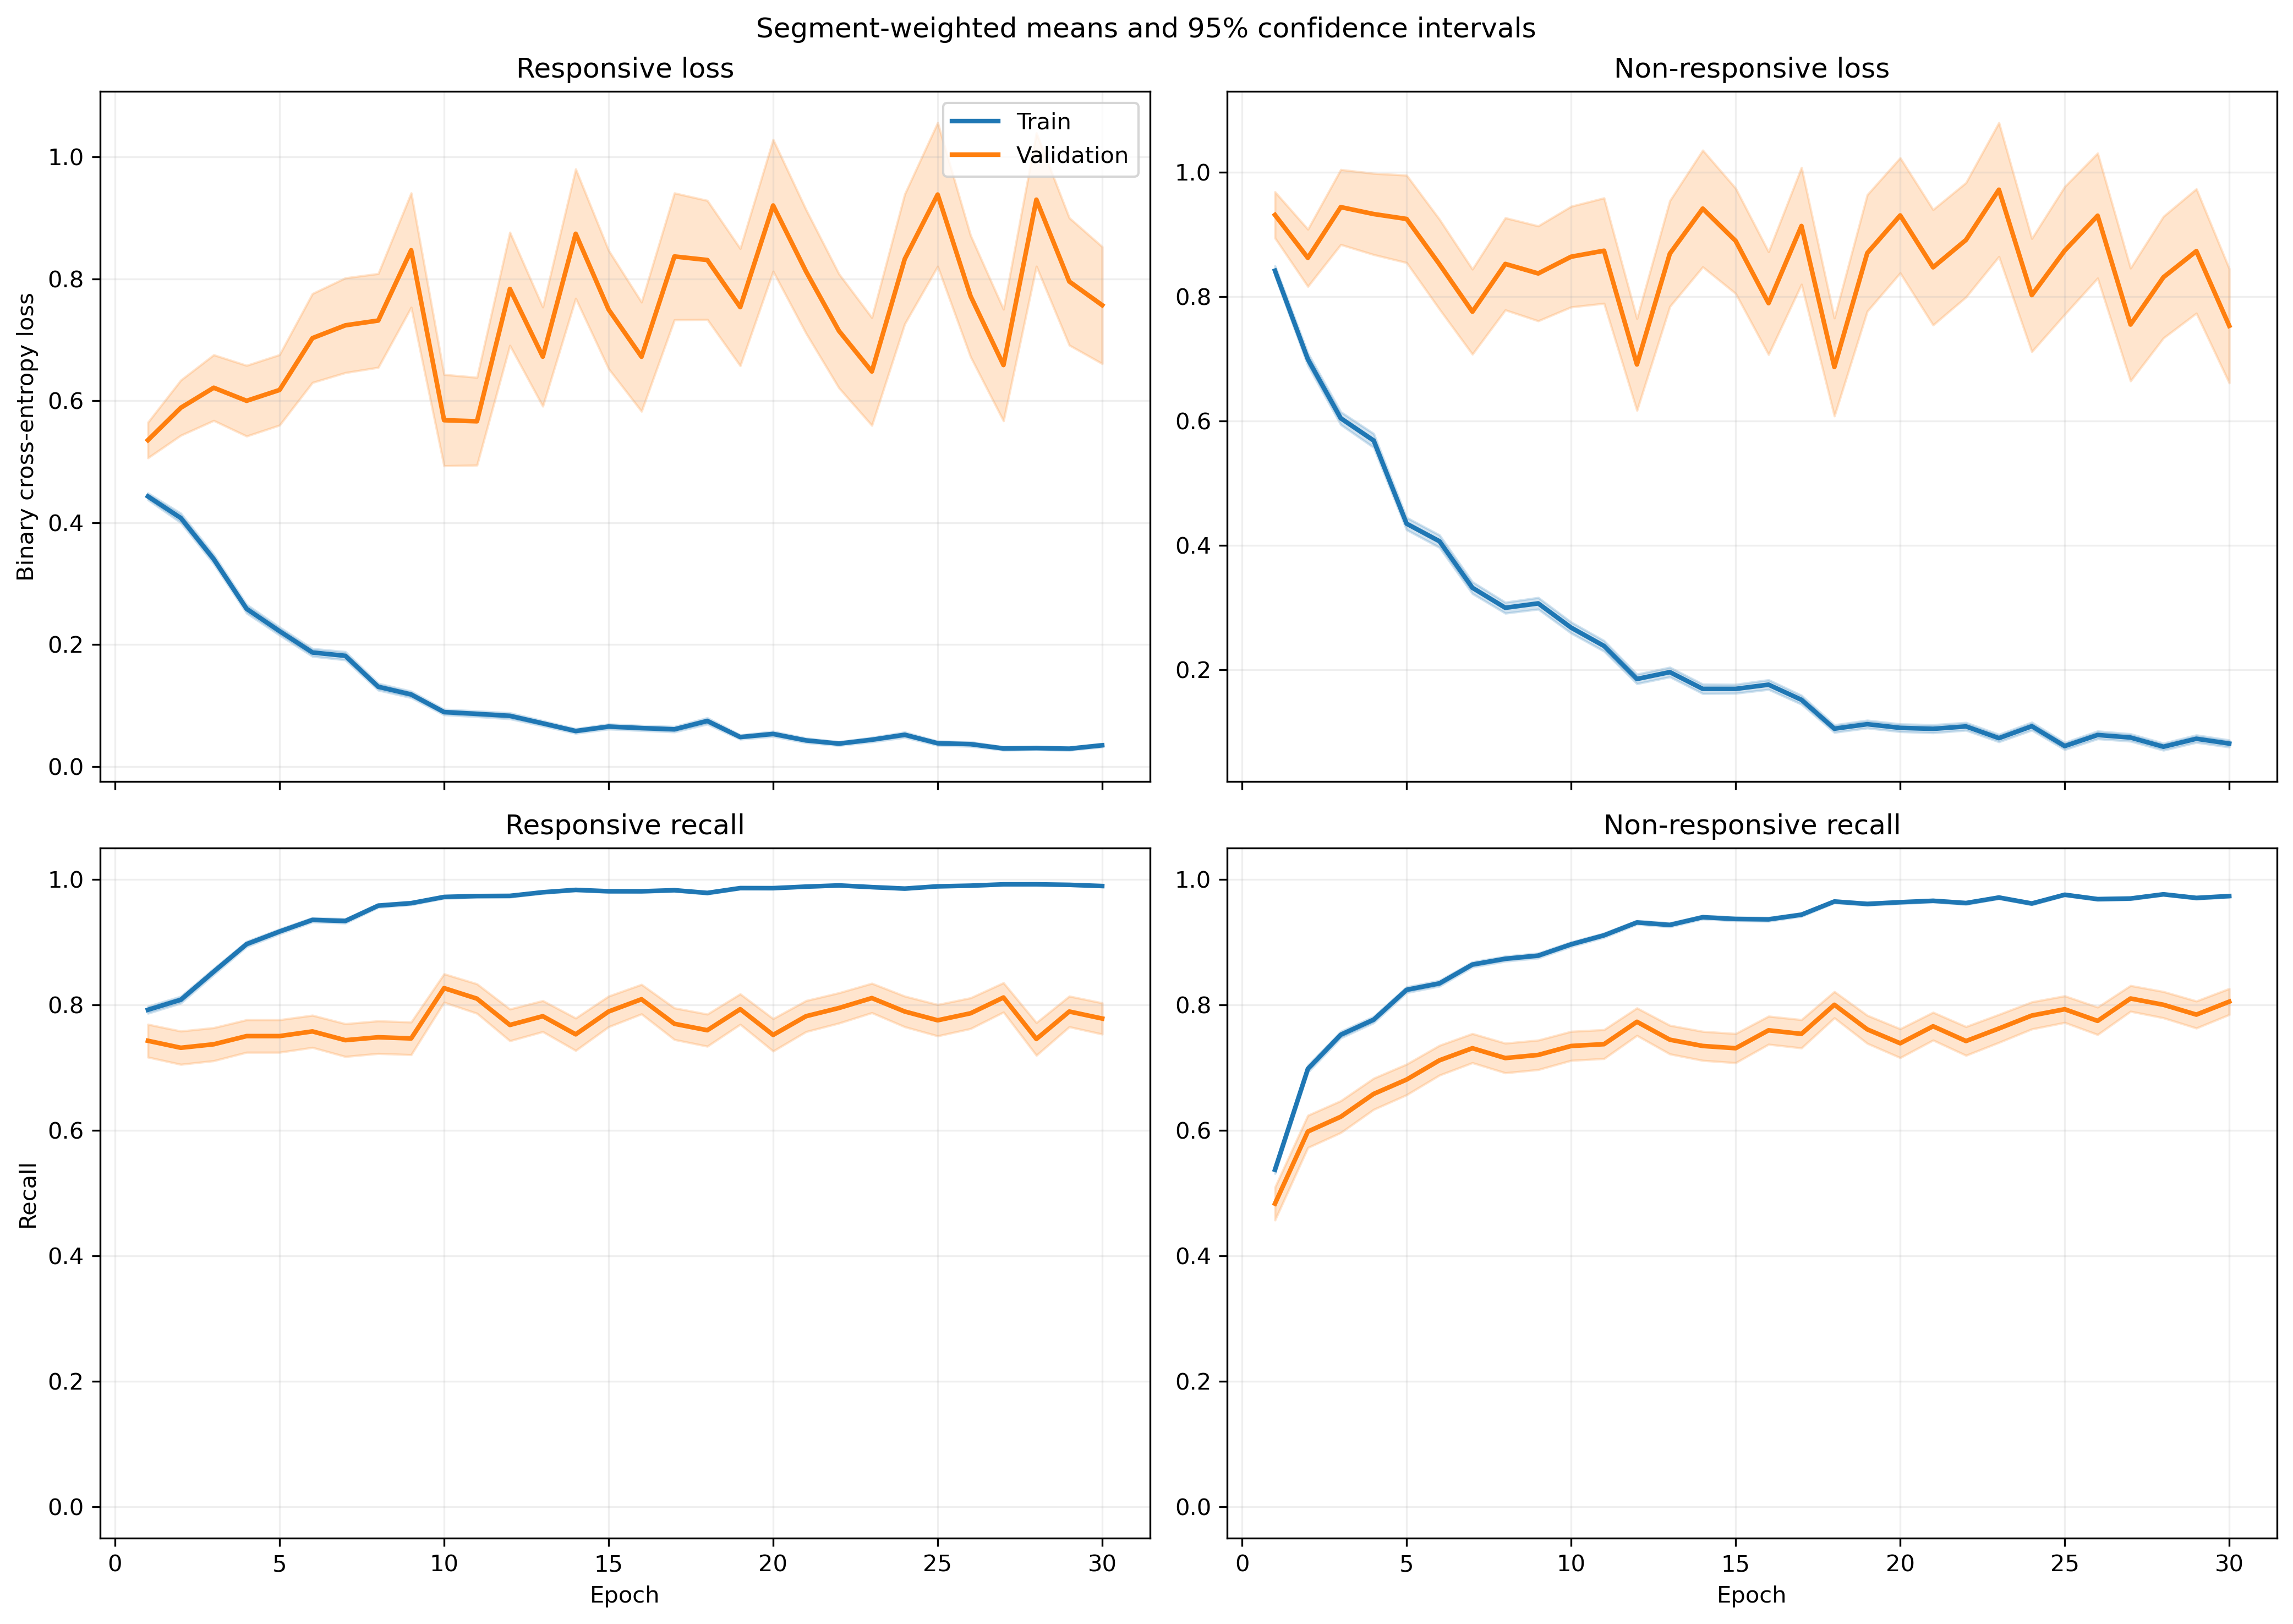 Segment-weighted means and 95% confidence intervals
Responsive loss
Non-responsive loss
Train
Validation
Binary cross-entropy loss
1.0
0.8
0.6
0.4
0.2
0.0
1.0
0.8
0.6
0.4
0.2
Responsive recall
Non-responsive recall
Recall
1.0
0.8
0.6
0.4
0.2
0.0
1.0
0.8
0.6
0.4
0.2
0.0
0 5 10 15 20 25 30
0 5 10 15 20 25 30
Epoch
Epoch